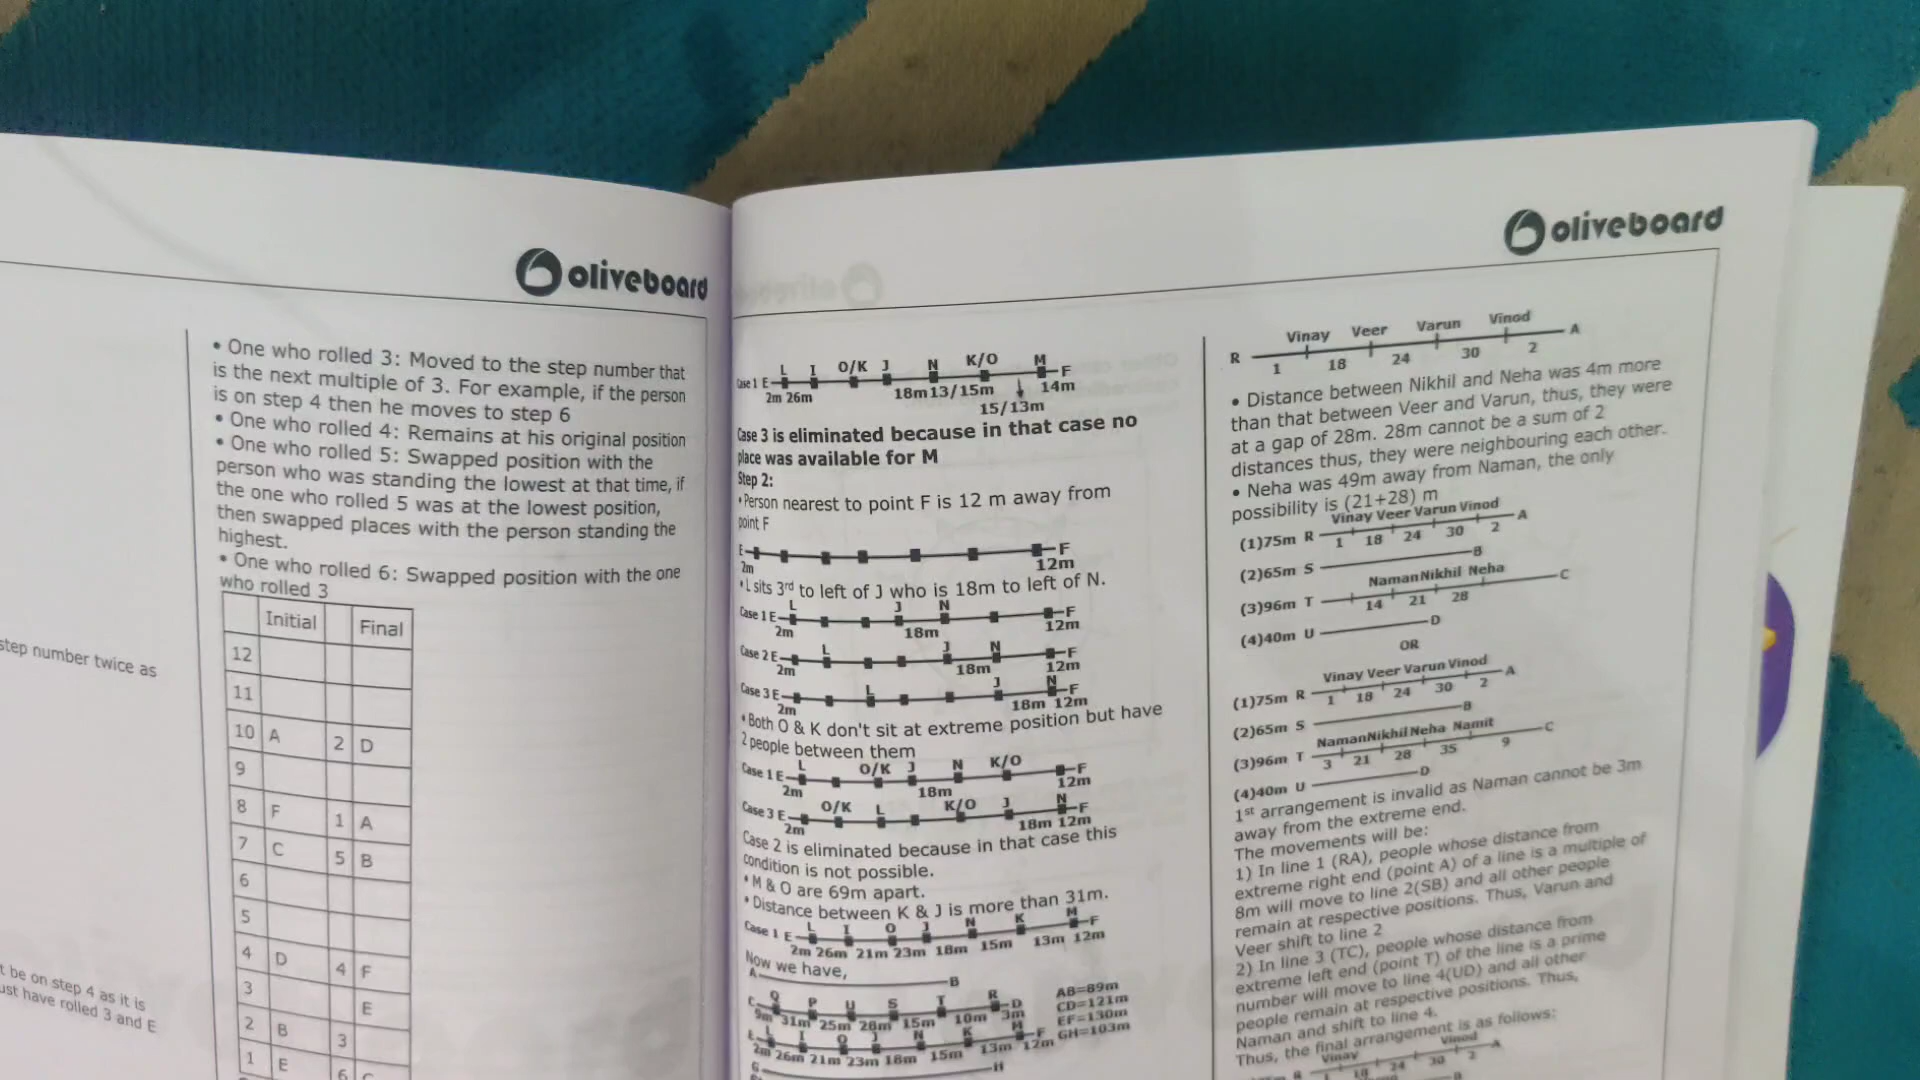 oliveboard
step number twice as
t be on step 4 as it is
ust have rolled 3 and E
• One who rolled 3: Moved to the step number that
is the next multiple of 3. For example, if the person
is on step 4 then he moves to step 6
• One who rolled 4: Remains at his original position
• One who rolled 5: Swapped position with the
person who was standing the lowest at that time, if
the one who rolled 5 was at the lowest position,
then swapped places with the person standing the
highest.
• One who rolled 6: Swapped position with the one
who rolled 3
Initial Final
12
11
10 A 2 D
9
8 F 1 A
7 C 5 B
6
5
4 D 4 F
3 E
2 B 3
1 E 6 C
oliveboard
L I O/K J N K/O M
Case 1 E F
2m 26m 18m 13/15m 14m
15/13m
Case 3 is eliminated because in that case no
place was available for M
Step 2:
• Person nearest to point F is 12 m away from
point F
E F
2m 12m
• L sits 3rd to left of J who is 18m to left of N.
L J N
Case 1 E F
2m 18m 12m
L J N
Case 2 E F
2m 18m 12m
L J N
Case 3 E F
2m 18m 12m
• Both O & K don't sit at extreme position but have
2 people between them
L O/K J N K/O
Case 1 E F
2m 18m 12m
O/K L K/O J N
Case 3 E F
2m 18m 12m
Case 2 is eliminated because in that case this
condition is not possible.
• M & O are 69m apart.
• Distance between K & J is more than 31m.
L I O J N K M
Case 1 E F
2m 26m 21m 23m 18m 15m 13m 12m
Now we have,
A B
Q P U S T R
C D
9m 31m 25m 28m 15m 10m 3m
L I O J N K M
E F
2m 26m 21m 23m 18m 15m 13m 12m
G H
AB=89m
CD=121m
EF=130m
GH=103m
Vinay Veer Varun Vinod
R A
1 18 24 30 2
• Distance between Nikhil and Neha was 4m more
than that between Veer and Varun, thus, they were
at a gap of 28m. 28m cannot be a sum of 2
distances thus, they were neighbouring each other.
• Neha was 49m away from Naman, the only
possibility is (21+28) m
Vinay Veer Varun Vinod
(1)75m R A
1 18 24 30 2
(2)65m S B
Naman Nikhil Neha
(3)96m T C
14 21 28
(4)40m U D
OR
Vinay Veer Varun Vinod
(1)75m R A
1 18 24 30 2
(2)65m S B
Naman Nikhil Neha Namit
(3)96m T C
3 21 28 35 9
(4)40m U D
1st arrangement is invalid as Naman cannot be 3m
away from the extreme end.
The movements will be:
1) In line 1 (RA), people whose distance from
extreme right end (point A) of a line is a multiple of
8m will move to line 2(SB) and all other people
remain at respective positions. Thus, Varun and
Veer shift to line 2
2) In line 3 (TC), people whose distance from
extreme left end (point T) of the line is a prime
number will move to line 4(UD) and all other
people remain at respective positions. Thus,
Naman and shift to line 4.
Thus, the final arrangement is as follows:
Vinay Vinod
R A
18 24 30 2
B